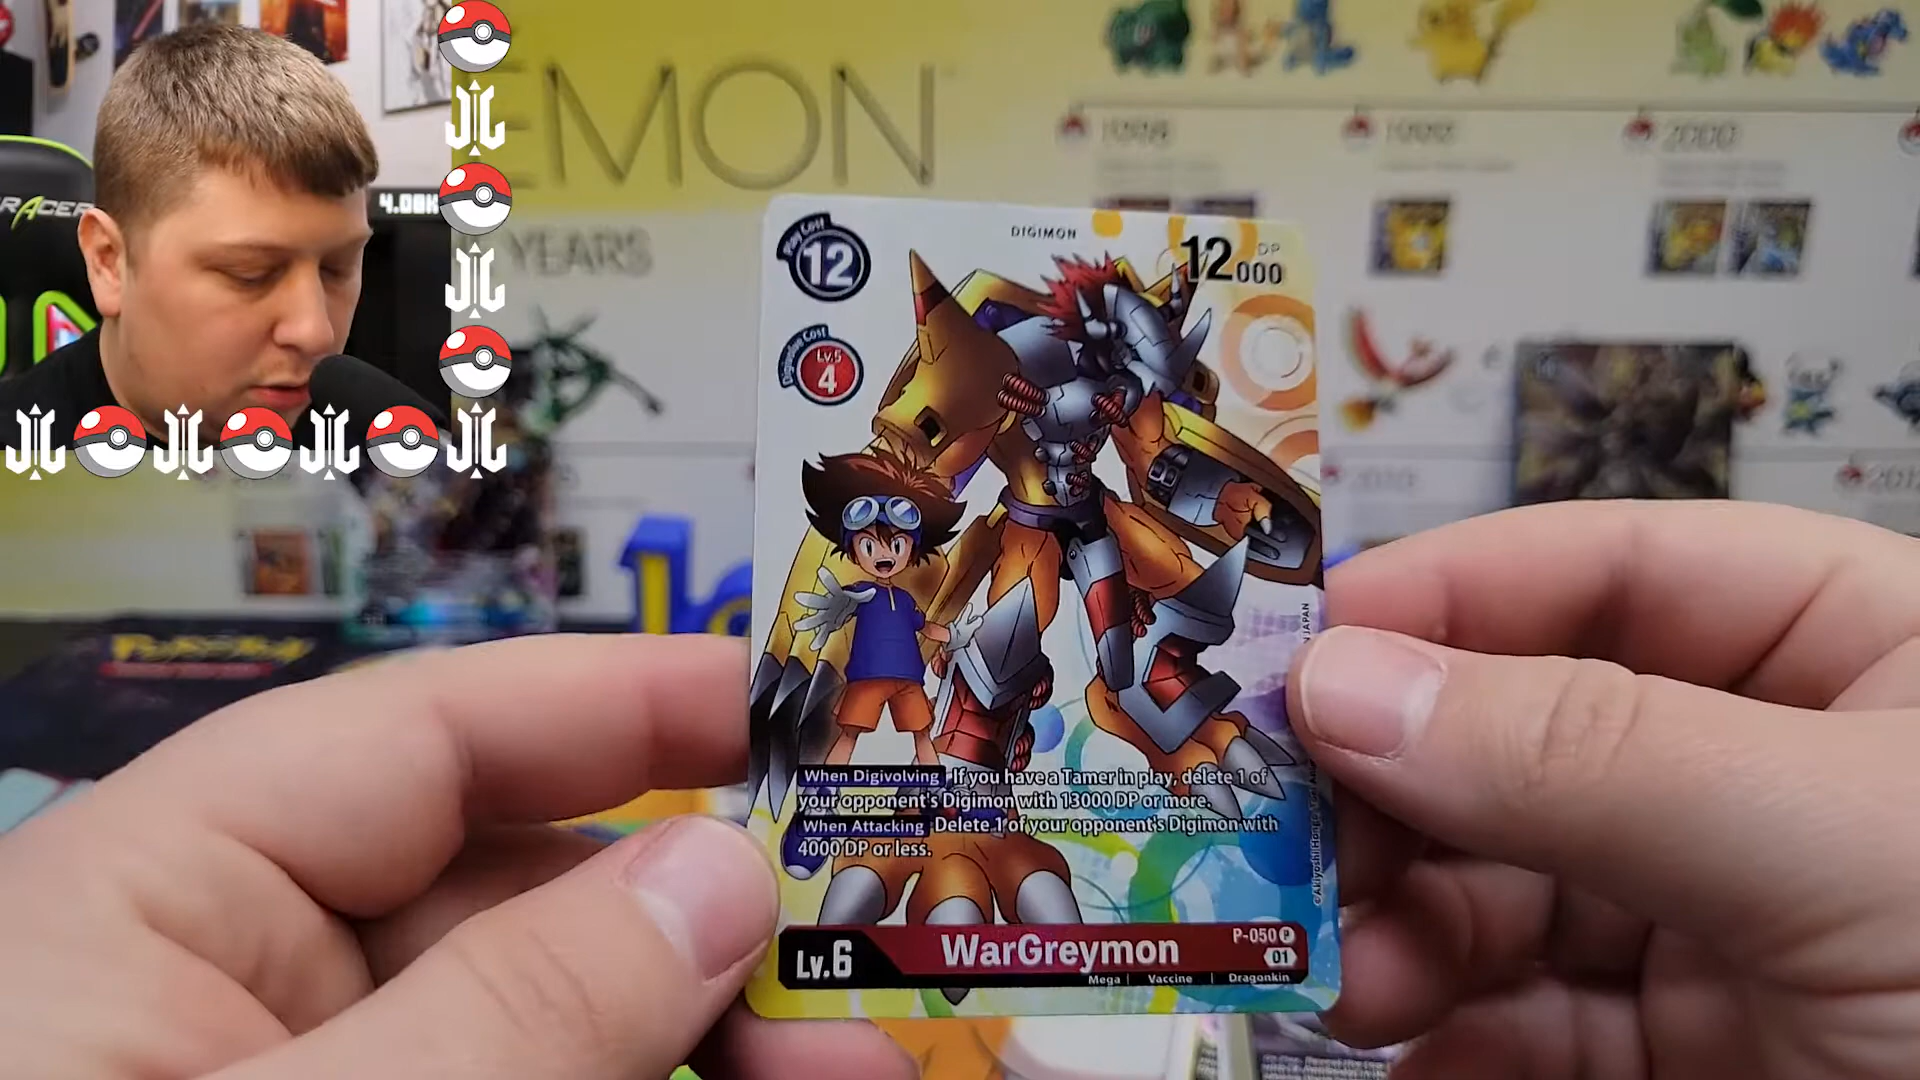 EMON
YEARS
1998
1999
2000
2010
RACER
4.08K
Play Cost
12
DIGIMON
DP
12000
Digivolve Cost
Lv.5
4
When Digivolving If you have a Tamer in play, delete 1 of
your opponent's Digimon with 13000 DP or more.
When Attacking Delete 1 of your opponent's Digimon with
4000 DP or less.
Lv.6
WarGreymon
P-050 P
01
Mega | Vaccine | Dragonkin